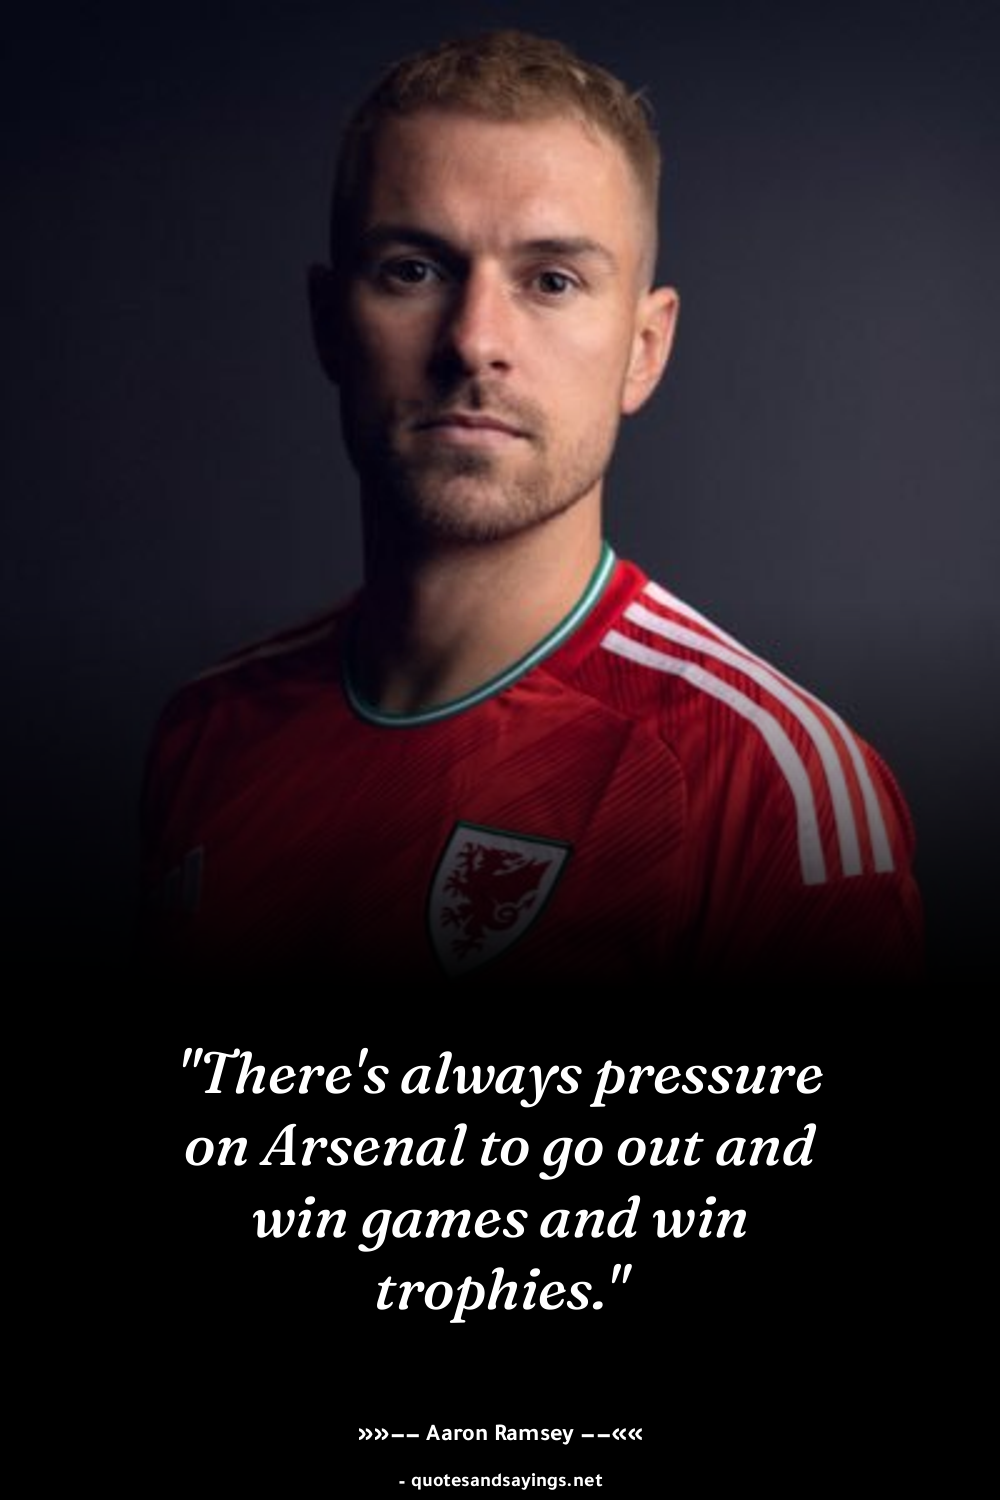 "There's always pressure
on Arsenal to go out and
win games and win
trophies."
»»–– Aaron Ramsey ––««
- quotesandsayings.net